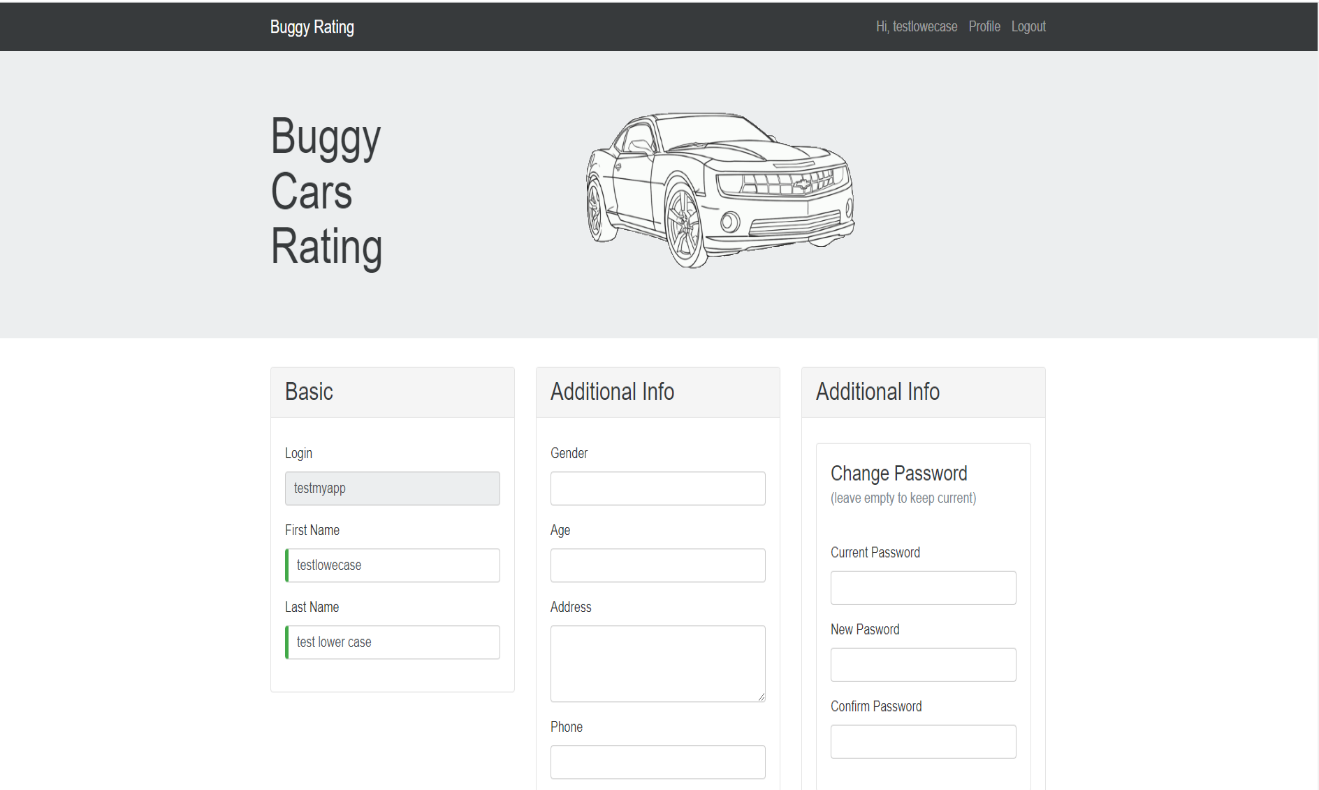 Buggy Rating
Hi, testlowecase Profile Logout
Buggy
Cars
Rating
Basic
Login
testmyapp
First Name
testlowecase
Last Name
test lower case
Additional Info
Gender
Age
Address
Phone
Additional Info
Change Password
(leave empty to keep current)
Current Password
New Pasword
Confirm Password